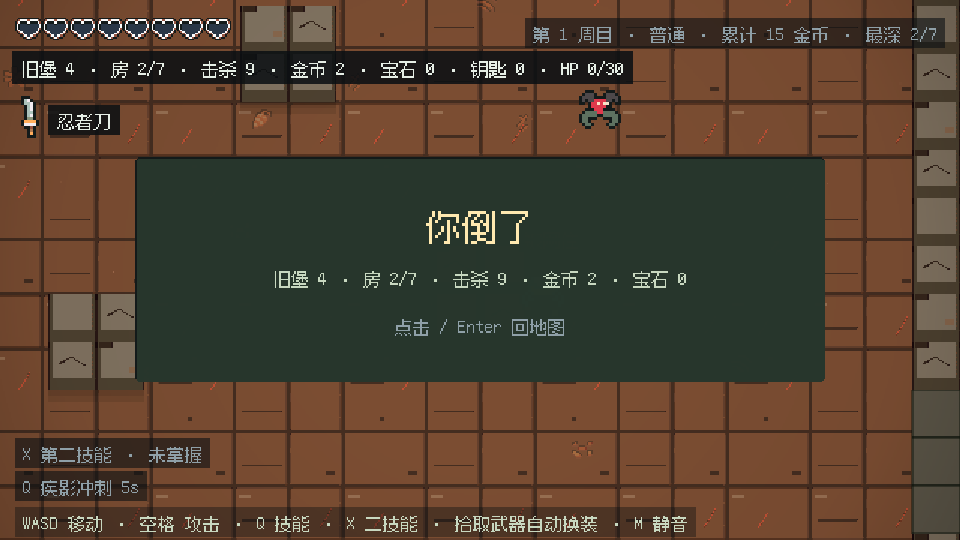 第 1 周目 · 普通 · 累计 15 金币 · 最深 2/7
旧堡 4 · 房 2/7 · 击杀 9 · 金币 2 · 宝石 0 · 钥匙 0 · HP 0/30
忍者刀
你倒了
旧堡 4 · 房 2/7 · 击杀 9 · 金币 2 · 宝石 0
点击 / Enter 回地图
X 第二技能 · 未掌握
Q 疾影冲刺 5s
WASD 移动 · 空格 攻击 · Q 技能 · X 二技能 · 拾取武器自动换装 · M 静音